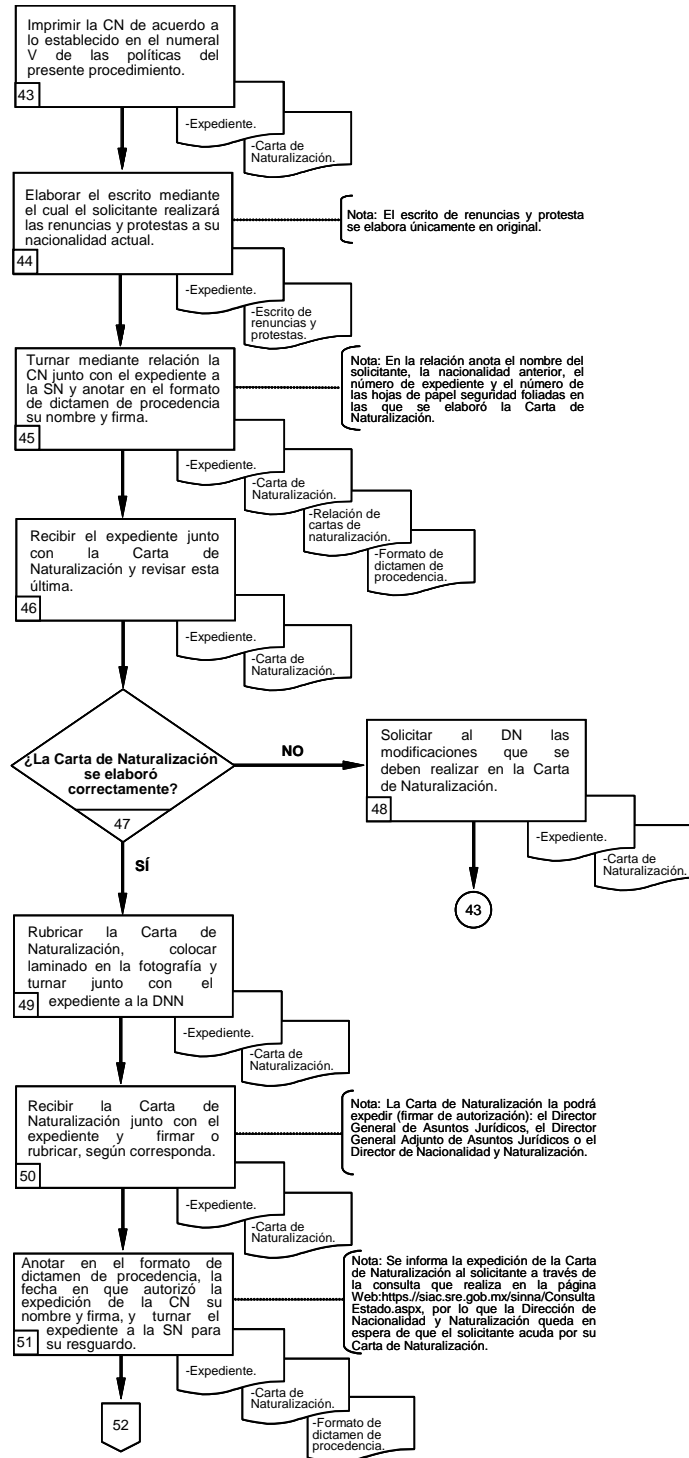 Imprimir la CN de acuerdo a
lo establecido en el numeral
V de las políticas del
presente procedimiento.
43
-Expediente.
-Carta de
Naturalización.
Elaborar el escrito mediante
el cual el solicitante realizará
las renuncias y protestas a su
nacionalidad actual.
44
Nota: El escrito de renuncias y protesta
se elabora únicamente en original.
-Expediente.
-Escrito de
renuncias y
protestas.
Turnar mediante relación la
CN junto con el expediente a
la SN y anotar en el formato
de dictamen de procedencia
su nombre y firma.
45
Nota: En la relación anota el nombre del
solicitante, la nacionalidad anterior, el
número de expediente y el número de
las hojas de papel seguridad foliadas en
las que se elaboró la Carta de
Naturalización.
-Expediente.
-Carta de
Naturalización.
-Relación de
cartas de
naturalización.
-Formato de
dictamen de
procedencia.
Recibir el expediente junto
con la Carta de
Naturalización y revisar esta
última.
46
-Expediente.
-Carta de
Naturalización.
¿La Carta de Naturalización
se elaboró
correctamente?
47
NO
Solicitar al DN las
modificaciones que se
deben realizar en la Carta
de Naturalización.
48
-Expediente.
-Carta de
Naturalización.
43
SÍ
Rubricar la Carta de
Naturalización, colocar
laminado en la fotografía y
turnar junto con el
expediente a la DNN
49
-Expediente.
-Carta de
Naturalización.
Recibir la Carta de
Naturalización junto con el
expediente y firmar o
rubricar, según corresponda.
50
Nota: La Carta de Naturalización la podrá
expedir (firmar de autorización): el Director
General de Asuntos Jurídicos, el Director
General Adjunto de Asuntos Jurídicos o el
Director de Nacionalidad y Naturalización.
-Expediente.
-Carta de
Naturalización.
Anotar en el formato de
dictamen de procedencia, la
fecha en que autorizó la
expedición de la CN su
nombre y firma, y turnar el
expediente a la SN para
su resguardo.
51
Nota: Se informa la expedición de la Carta
de Naturalización al solicitante a través de
la consulta que realiza en la página
Web:https://siac.sre.gob.mx/sinna/Consulta
Estado.aspx, por lo que la Dirección de
Nacionalidad y Naturalización queda en
espera de que el solicitante acuda por su
Carta de Naturalización.
-Expediente.
-Carta de
Naturalización.
-Formato de
dictamen de
procedencia.
52